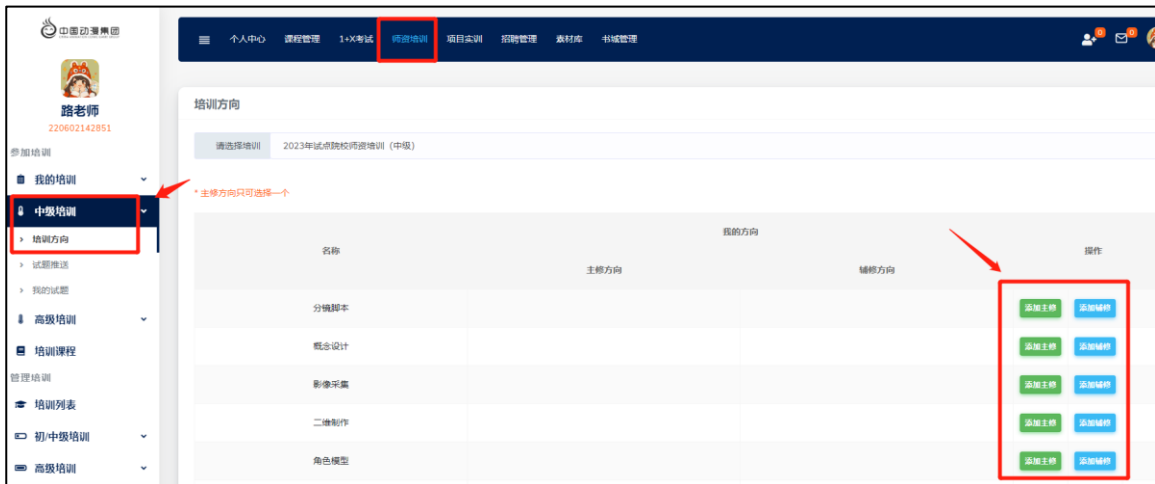 中国动漫集团
个人中心 课程管理 1+X考试 师资培训 项目实训 招聘管理 素材库 书城管理 0 0
路老师
220602142851
参加培训
我的培训
中级培训
培训方向
试题推送
我的试题
高级培训
培训课程
管理培训
培训列表
初/中级培训
高级培训
培训方向
请选择培训 2023年试点院校师资培训（中级）
* 主修方向只可选择一个
名称 我的方向 操作
主修方向 辅修方向
分镜脚本 添加主修 添加辅修
概念设计 添加主修 添加辅修
影像采集 添加主修 添加辅修
二维制作 添加主修 添加辅修
角色模型 添加主修 添加辅修